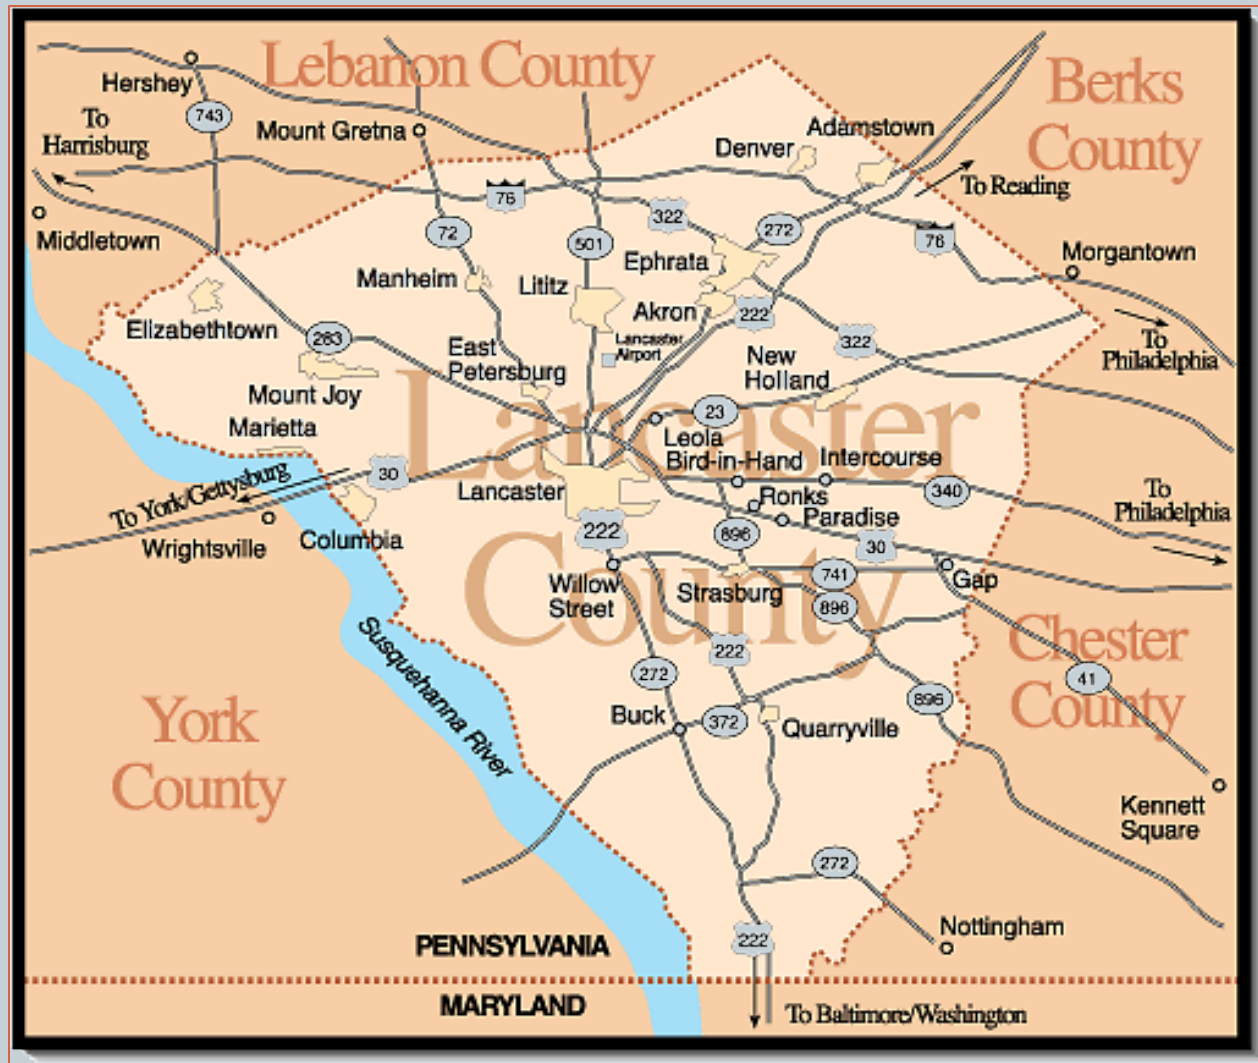 Lebanon County
Berks
County
Hershey
743
To
Harrisburg
Mount Gretna
Adamstown
Denver
To Reading
76
322
272
72
501
76
Middletown
Morgantown
Ephrata
Manheim
Lititz
Akron
222
Elizabethtown
283
Lancaster
Airport
322
To
Philadelphia
East
Petersburg
New
Holland
Mount Joy
Lancaster
County
23
Marietta
Leola
Bird-in-Hand
Intercourse
30
To York/Gettysburg
Lancaster
340
Ronks
To
Philadelphia
Paradise
222
896
30
Wrightsville
Columbia
741
Gap
Willow
Street
Strasburg
896
Susquehanna River
222
Chester
County
272
41
896
York
County
Buck
372
Quarryville
Kennett
Square
272
Nottingham
PENNSYLVANIA
222
MARYLAND
To Baltimore/Washington